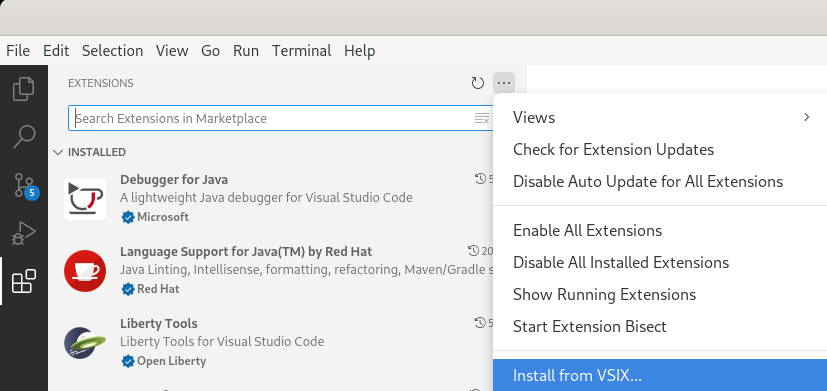 File Edit Selection View Go Run Terminal Help
EXTENSIONS
Search Extensions in Marketplace
INSTALLED
Debugger for Java
A lightweight Java debugger for Visual Studio Code
Microsoft
5
Language Support for Java(TM) by Red Hat 20
Java Linting, Intellisense, formatting, refactoring, Maven/Gradle s
Red Hat
Liberty Tools
Liberty Tools for Visual Studio Code
Open Liberty
Views
Check for Extension Updates
Disable Auto Update for All Extensions
Enable All Extensions
Disable All Installed Extensions
Show Running Extensions
Start Extension Bisect
Install from VSIX...